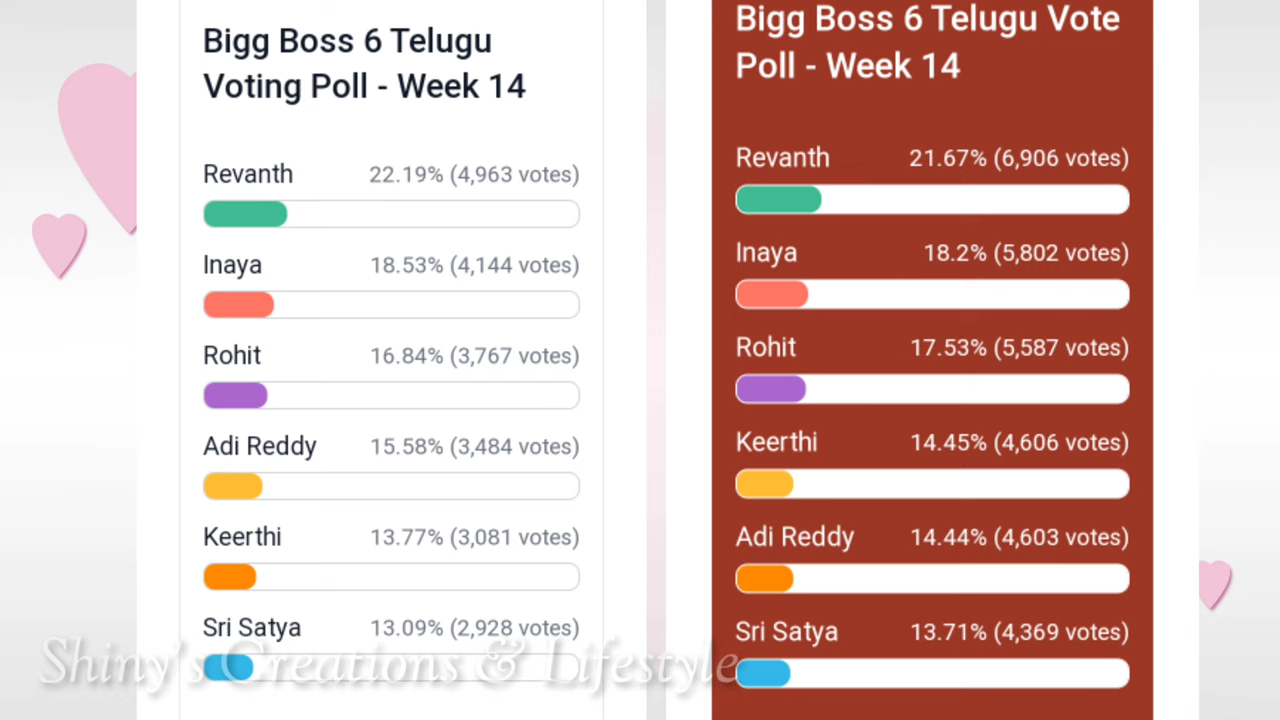 Bigg Boss 6 Telugu
Voting Poll - Week 14
Revanth 22.19% (4,963 votes)
Inaya 18.53% (4,144 votes)
Rohit 16.84% (3,767 votes)
Adi Reddy 15.58% (3,484 votes)
Keerthi 13.77% (3,081 votes)
Sri Satya 13.09% (2,928 votes)
Bigg Boss 6 Telugu Vote
Poll - Week 14
Revanth 21.67% (6,906 votes)
Inaya 18.2% (5,802 votes)
Rohit 17.53% (5,587 votes)
Keerthi 14.45% (4,606 votes)
Adi Reddy 14.44% (4,603 votes)
Sri Satya 13.71% (4,369 votes)
Shiny's Creations & Lifestyle